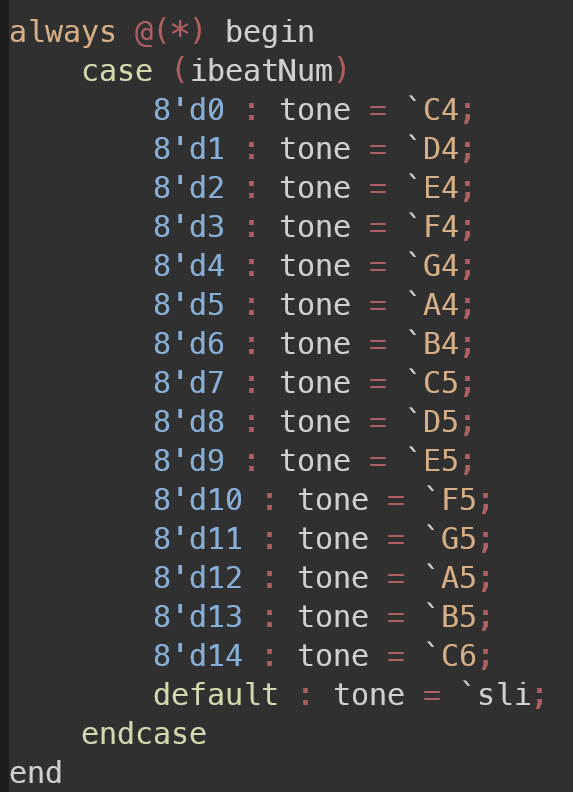 always @(*) begin
    case (ibeatNum)
        8'd0 : tone = `C4;
        8'd1 : tone = `D4;
        8'd2 : tone = `E4;
        8'd3 : tone = `F4;
        8'd4 : tone = `G4;
        8'd5 : tone = `A4;
        8'd6 : tone = `B4;
        8'd7 : tone = `C5;
        8'd8 : tone = `D5;
        8'd9 : tone = `E5;
        8'd10 : tone = `F5;
        8'd11 : tone = `G5;
        8'd12 : tone = `A5;
        8'd13 : tone = `B5;
        8'd14 : tone = `C6;
        default : tone = `sli;
    endcase
end